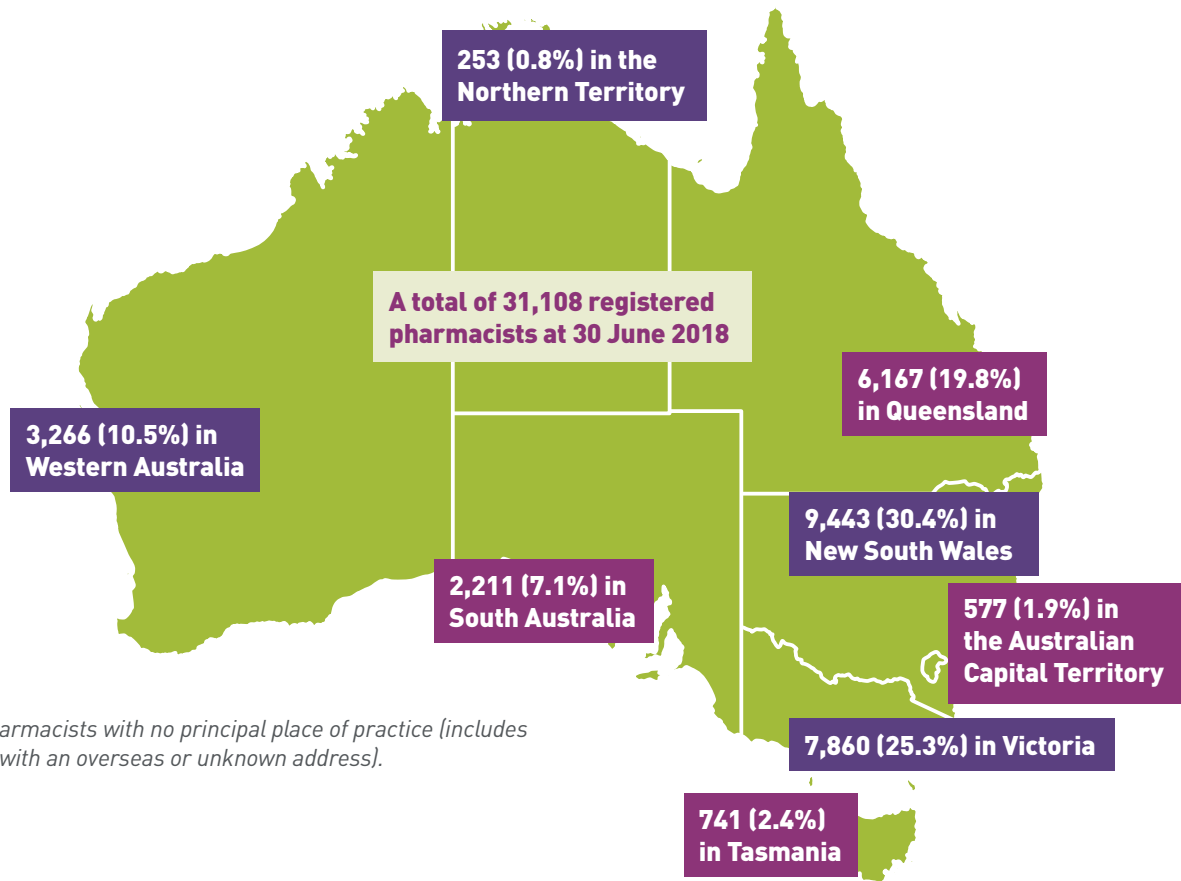 253 (0.8%) in the
Northern Territory
A total of 31,108 registered
pharmacists at 30 June 2018
6,167 (19.8%)
in Queensland
3,266 (10.5%) in
Western Australia
9,443 (30.4%) in
New South Wales
2,211 (7.1%) in
South Australia
577 (1.9%) in
the Australian
Capital Territory
armacists with no principal place of practice (includes
with an overseas or unknown address).
7,860 (25.3%) in Victoria
741 (2.4%)
in Tasmania